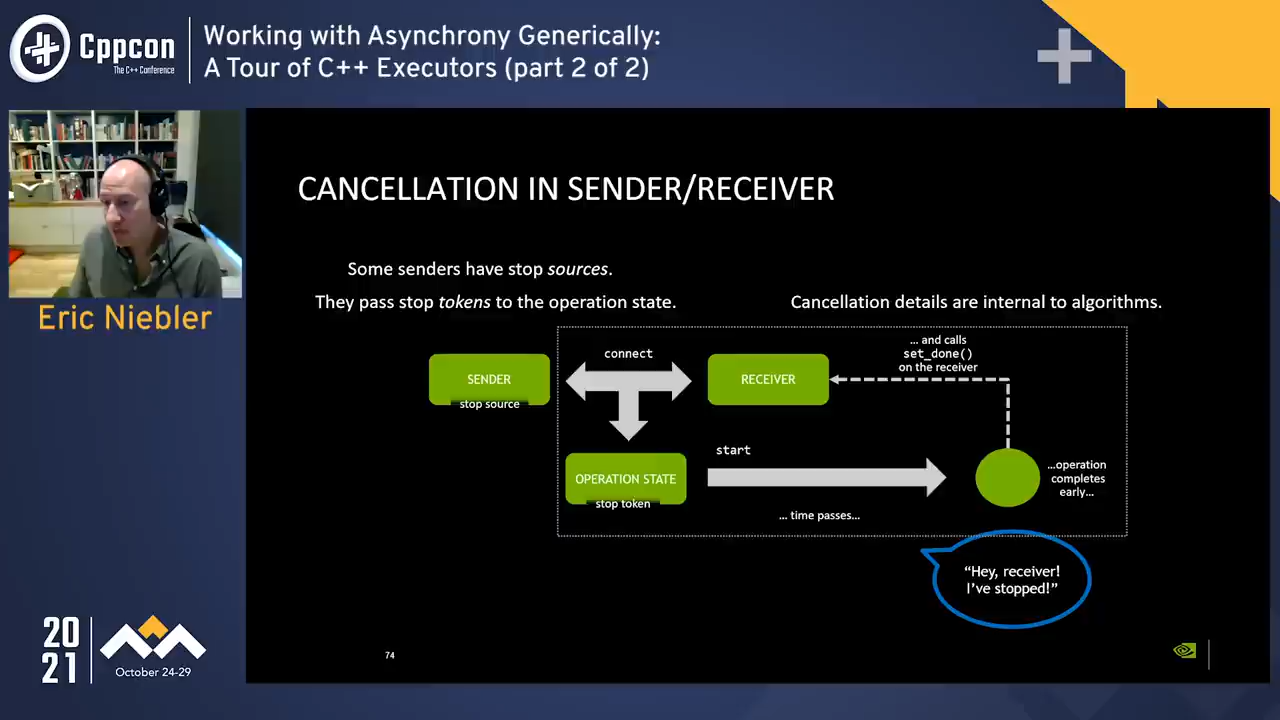 Cppcon
The C++ Conference
Working with Asynchrony Generically:
A Tour of C++ Executors (part 2 of 2)
Eric Niebler
CANCELLATION IN SENDER/RECEIVER
Some senders have stop sources.
They pass stop tokens to the operation state.
Cancellation details are internal to algorithms.
SENDER
stop source
connect
RECEIVER
... and calls
set_done()
on the receiver
OPERATION STATE
stop token
start
... time passes...
...operation
completes
early...
“Hey, receiver!
I’ve stopped!”
74
20
21
October 24-29